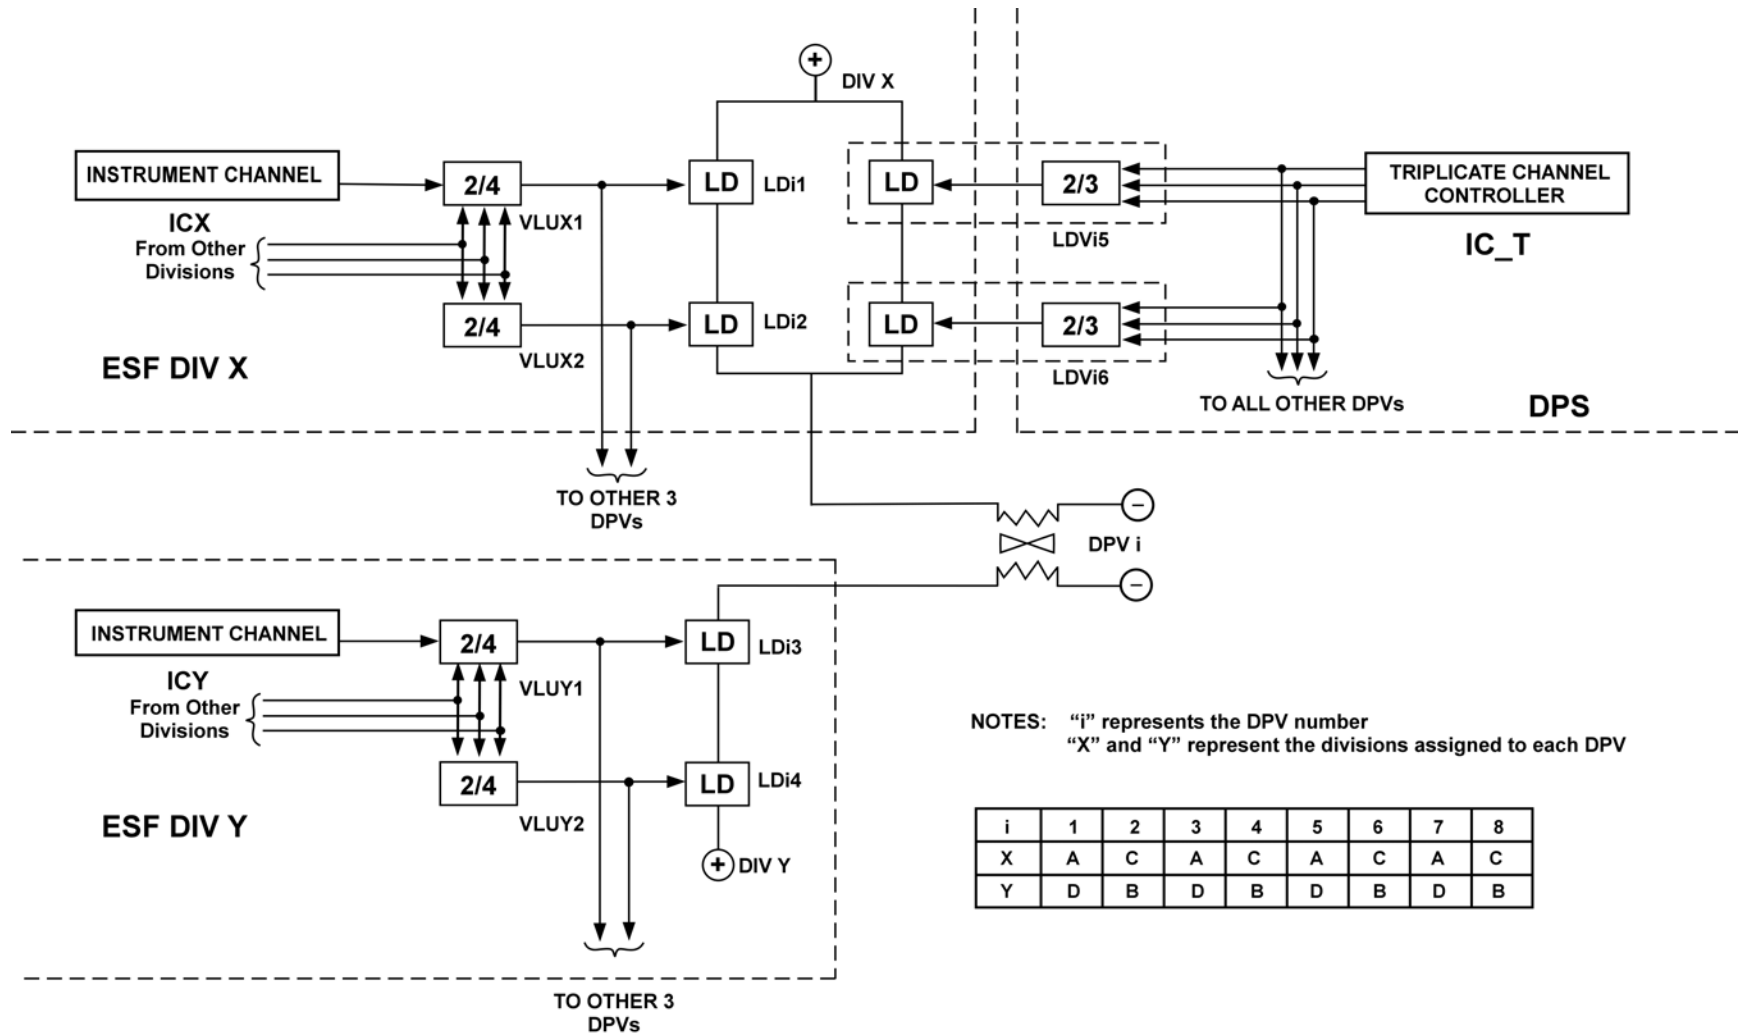 +
DIV X
INSTRUMENT CHANNEL
2/4
LD
LDi1
LD
2/3
TRIPLICATE CHANNEL
CONTROLLER
ICX
VLUX1
LDVi5
IC_T
From Other
Divisions
2/4
LD
LDi2
LD
2/3
VLUX2
LDVi6
ESF DIV X
TO ALL OTHER DPVs
DPS
TO OTHER 3
DPVs
−
DPV i
−
INSTRUMENT CHANNEL
2/4
LD
LDi3
ICY
VLUY1
From Other
Divisions
2/4
LD
LDi4
VLUY2
ESF DIV Y
+ DIV Y
TO OTHER 3
DPVs
NOTES: “i” represents the DPV number
“X” and “Y” represent the divisions assigned to each DPV
i 1 2 3 4 5 6 7 8
X A C A C A C A C
Y D B D B D B D B